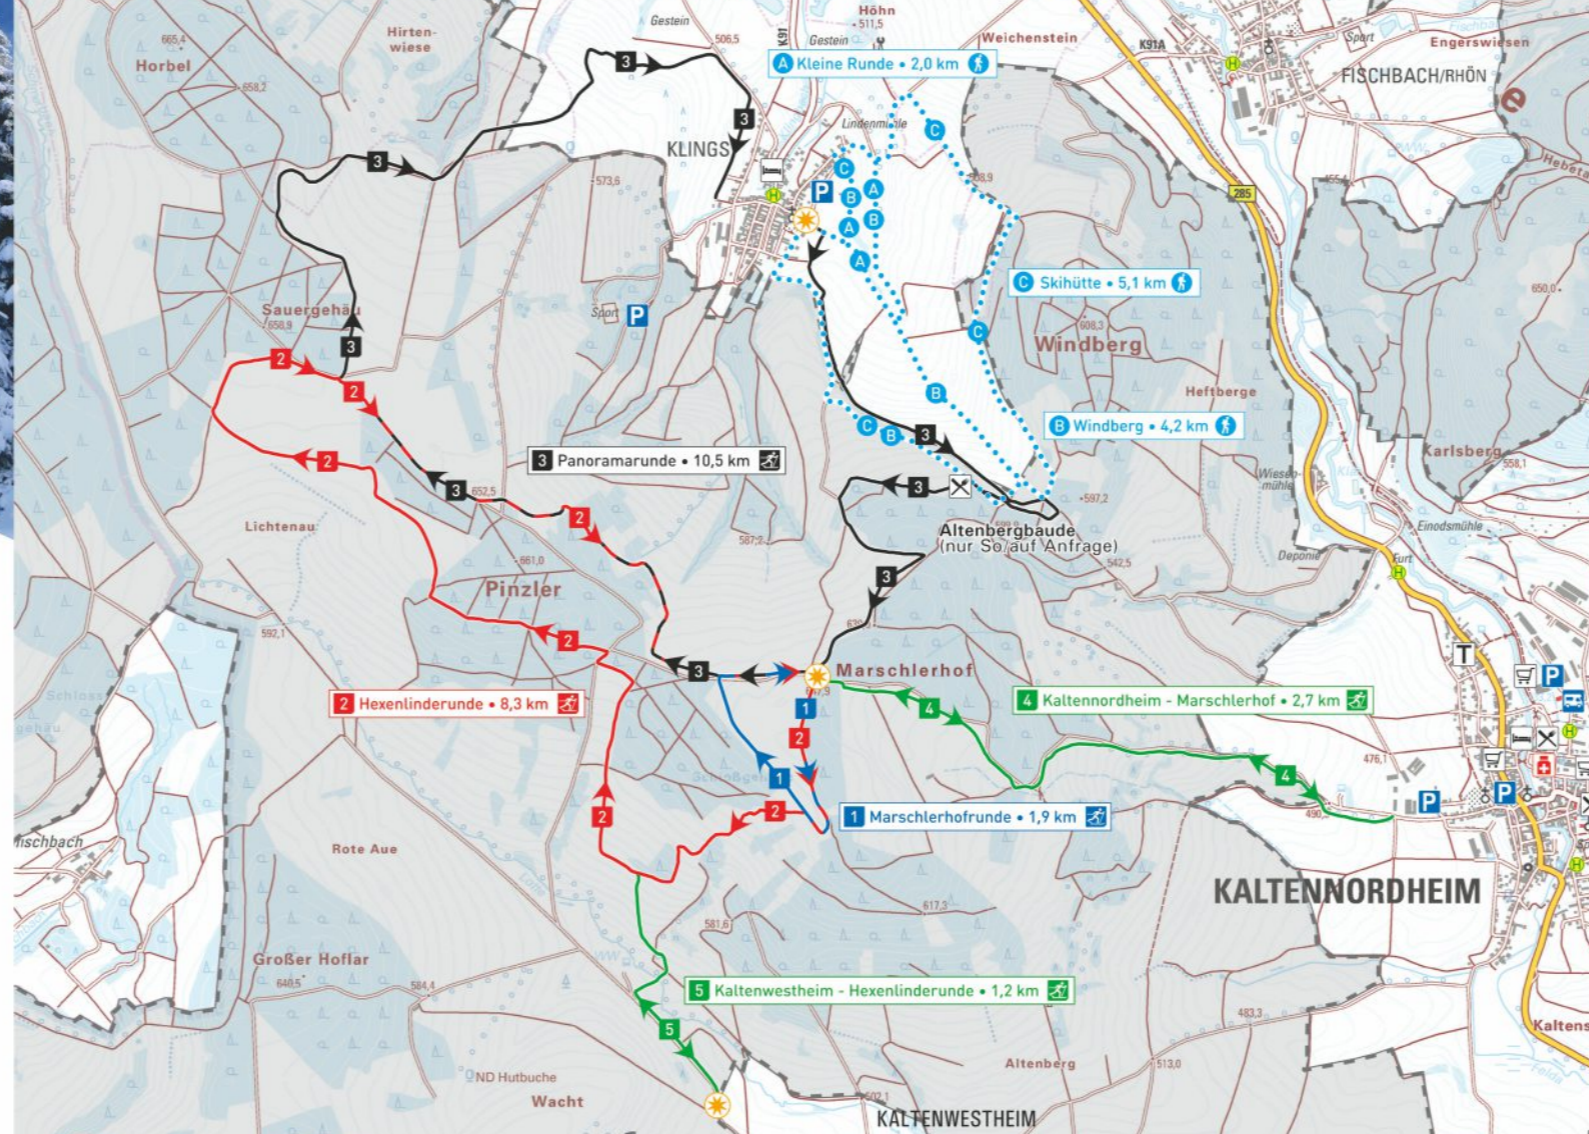 Höhn
511,5
Gestein
Hirten-
wiese
665,4
Horbel
658,2
506,5
K91
Gestein
Weichenstein
K91A
Sport
Engerswiesen
A Kleine Runde • 2,0 km
FISCHBACH/RHÖN
3
3
Lindenmühle
C
KLINGS
3
573,6
P
C
A
B
B
A
A
285
Sauergehäu
658,9
Sport
P
C Skihütte • 5,1 km
650,0
3
C
608,3
Windberg
2
2
B
Heftberge
C
B
3
B Windberg • 4,2 km
Karlsberg
558,1
2
3 Panoramarunde • 10,5 km
3
652,5
3
597,2
Wiesen-
mühle
Lichtenau
2
Altenbergbaude
(nur So/auf Anfrage)
587,2
Einodsmühle
Deponie
Furt
H
542,5
661,0
Pinzler
3
592,1
2
T
3
Marschlerhof
P
2 Hexenlinderunde • 8,3 km
1
4
4 Kaltennordheim - Marschlerhof • 2,7 km
2
476,1
1
4
2
2
1 Marschlerhofrunde • 1,9 km
P
P
Rote Aue
KALTENNORDHEIM
617,3
581,6
Großer Hoflar
640,5
584,4
5 Kaltenwestheim - Hexenlinderunde • 1,2 km
483,3
5
Altenberg
513,0
Felda
ND Hutbuche
Wacht
KALTENWESTHEIM